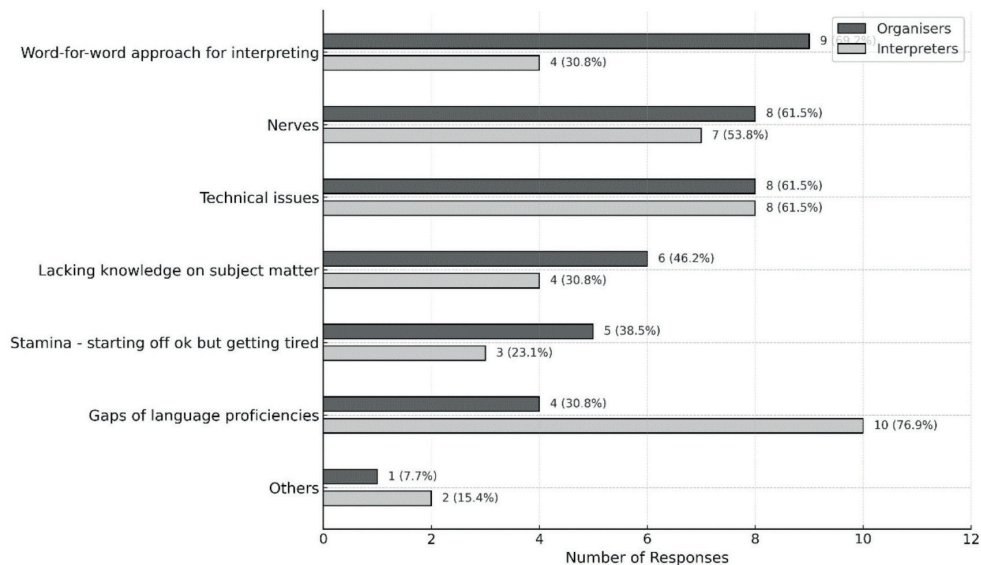 Organisers
Interpreters
Word-for-word approach for interpreting
9 (69.2%)
4 (30.8%)
Nerves
8 (61.5%)
7 (53.8%)
Technical issues
8 (61.5%)
8 (61.5%)
Lacking knowledge on subject matter
6 (46.2%)
4 (30.8%)
Stamina - starting off ok but getting tired
5 (38.5%)
3 (23.1%)
Gaps of language proficiencies
4 (30.8%)
10 (76.9%)
Others
1 (7.7%)
2 (15.4%)
0 2 4 6 8 10 12
Number of Responses